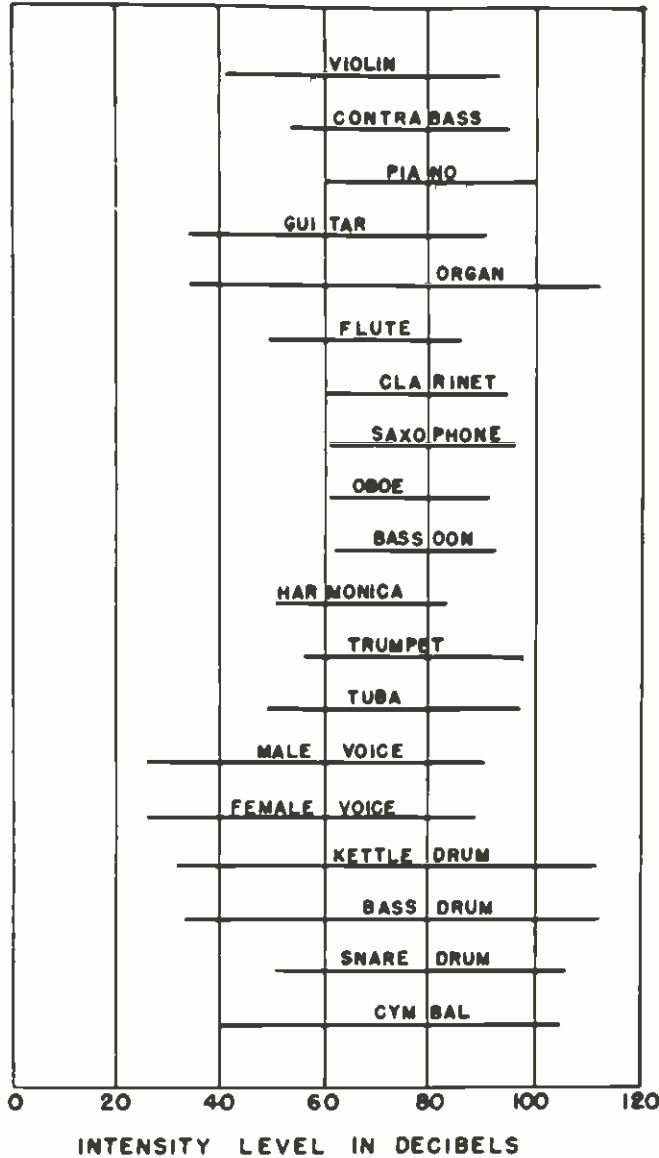 VIOLIN
CONTRABASS
PIANO
GUITAR
ORGAN
FLUTE
CLARINET
SAXOPHONE
OBOE
BASSOON
HARMONICA
TRUMPET
TUBA
MALE VOICE
FEMALE VOICE
KETTLE DRUM
BASS DRUM
SNARE DRUM
CYMBAL
0 20 40 60 80 100 120
INTENSITY LEVEL IN DECIBELS